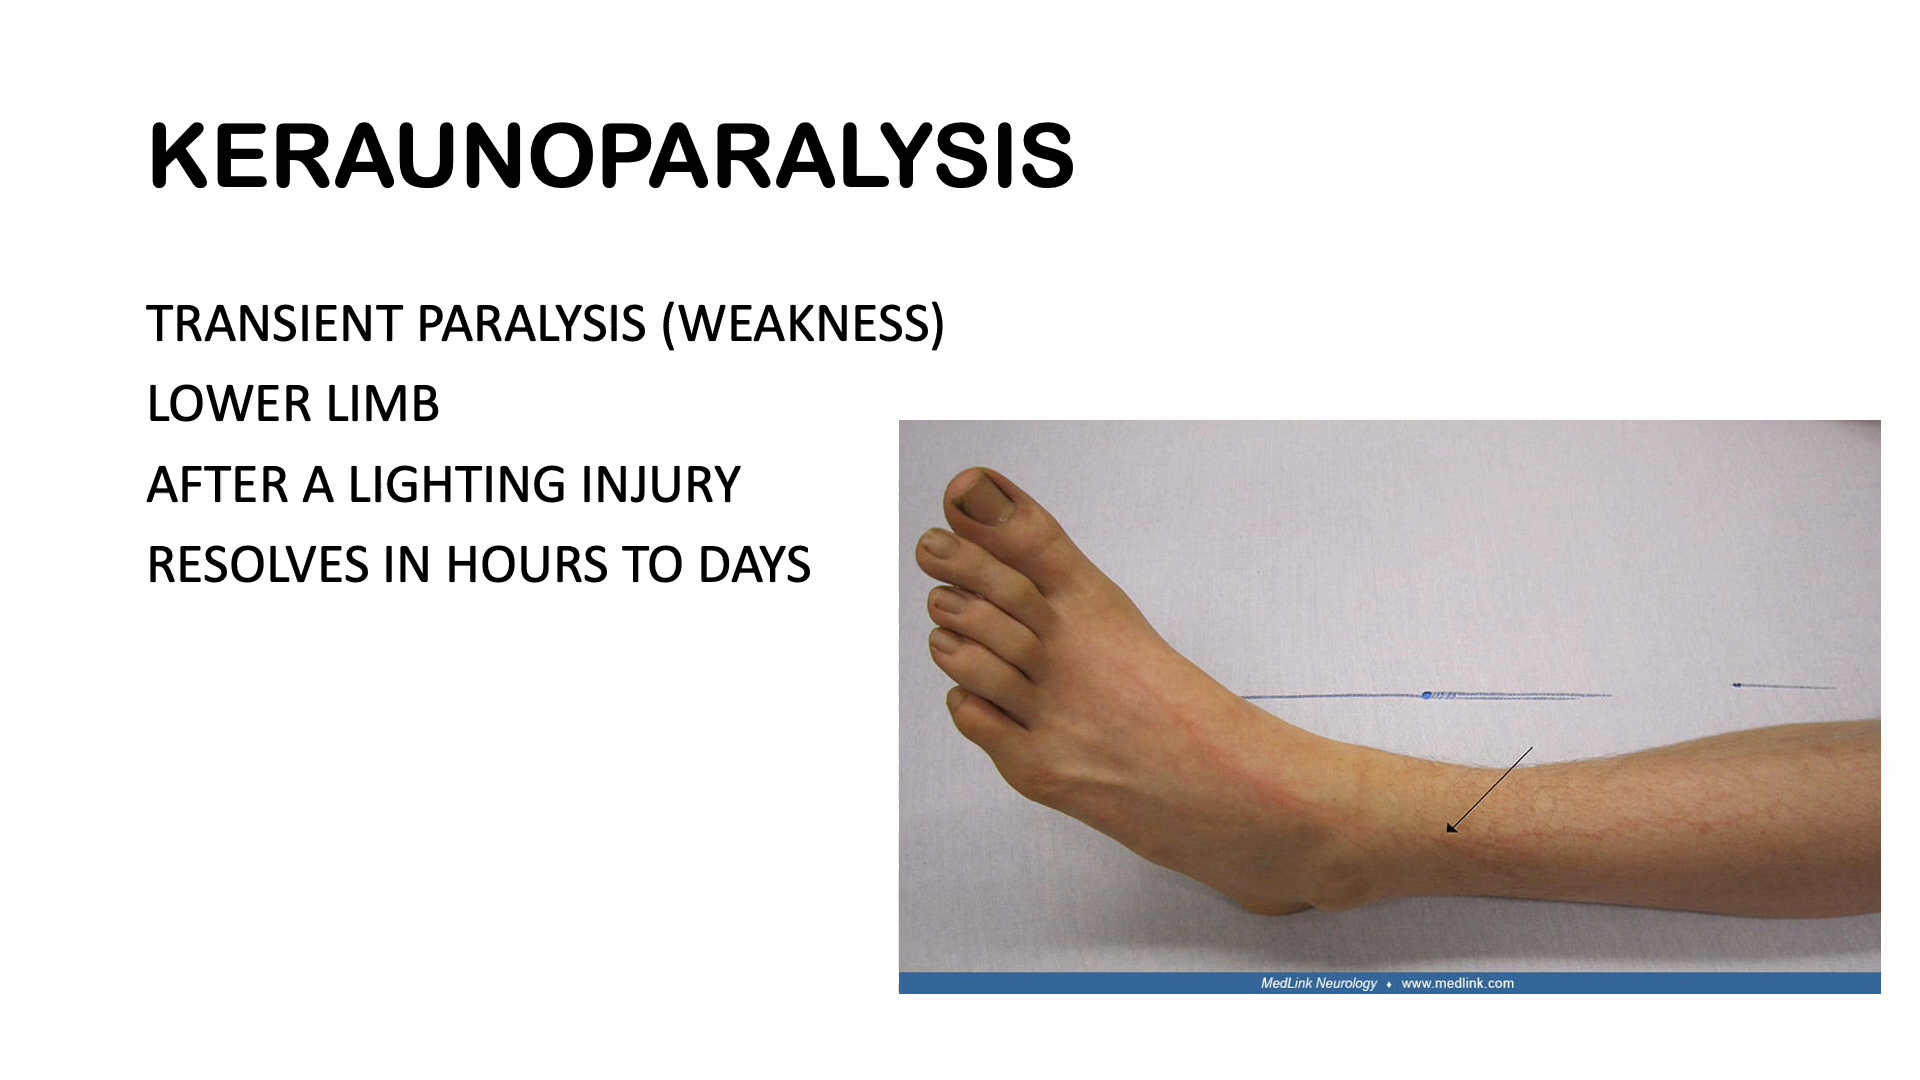 KERAUNOPARALYSIS
TRANSIENT PARALYSIS (WEAKNESS)
LOWER LIMB
AFTER A LIGHTING INJURY
RESOLVES IN HOURS TO DAYS
MedLink Neurology ♦ www.medlink.com